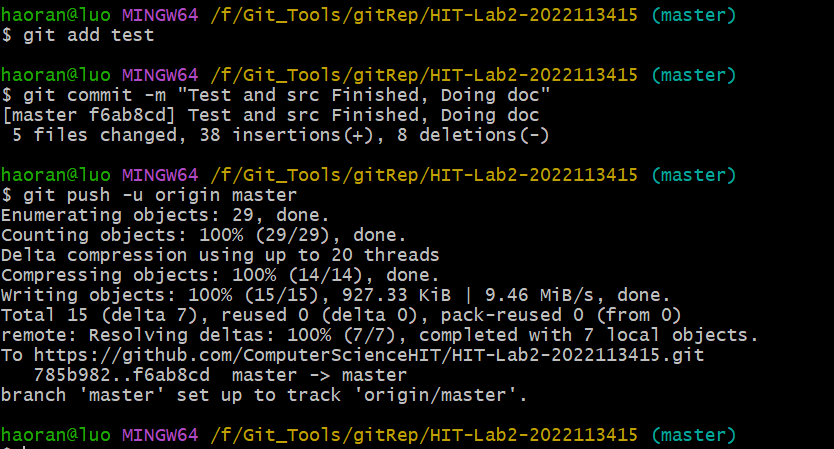 haoran@luo MINGW64 /f/Git_Tools/gitRep/HIT-Lab2-2022113415 (master)
$ git add test
haoran@luo MINGW64 /f/Git_Tools/gitRep/HIT-Lab2-2022113415 (master)
$ git commit -m "Test and src Finished, Doing doc"
[master f6ab8cd] Test and src Finished, Doing doc
 5 files changed, 38 insertions(+), 8 deletions(-)
haoran@luo MINGW64 /f/Git_Tools/gitRep/HIT-Lab2-2022113415 (master)
$ git push -u origin master
Enumerating objects: 29, done.
Counting objects: 100% (29/29), done.
Delta compression using up to 20 threads
Compressing objects: 100% (14/14), done.
Writing objects: 100% (15/15), 927.33 KiB | 9.46 MiB/s, done.
Total 15 (delta 7), reused 0 (delta 0), pack-reused 0 (from 0)
remote: Resolving deltas: 100% (7/7), completed with 7 local objects.
To https://github.com/ComputerScienceHIT/HIT-Lab2-2022113415.git
   785b982..f6ab8cd  master -> master
branch 'master' set up to track 'origin/master'.
haoran@luo MINGW64 /f/Git_Tools/gitRep/HIT-Lab2-2022113415 (master)